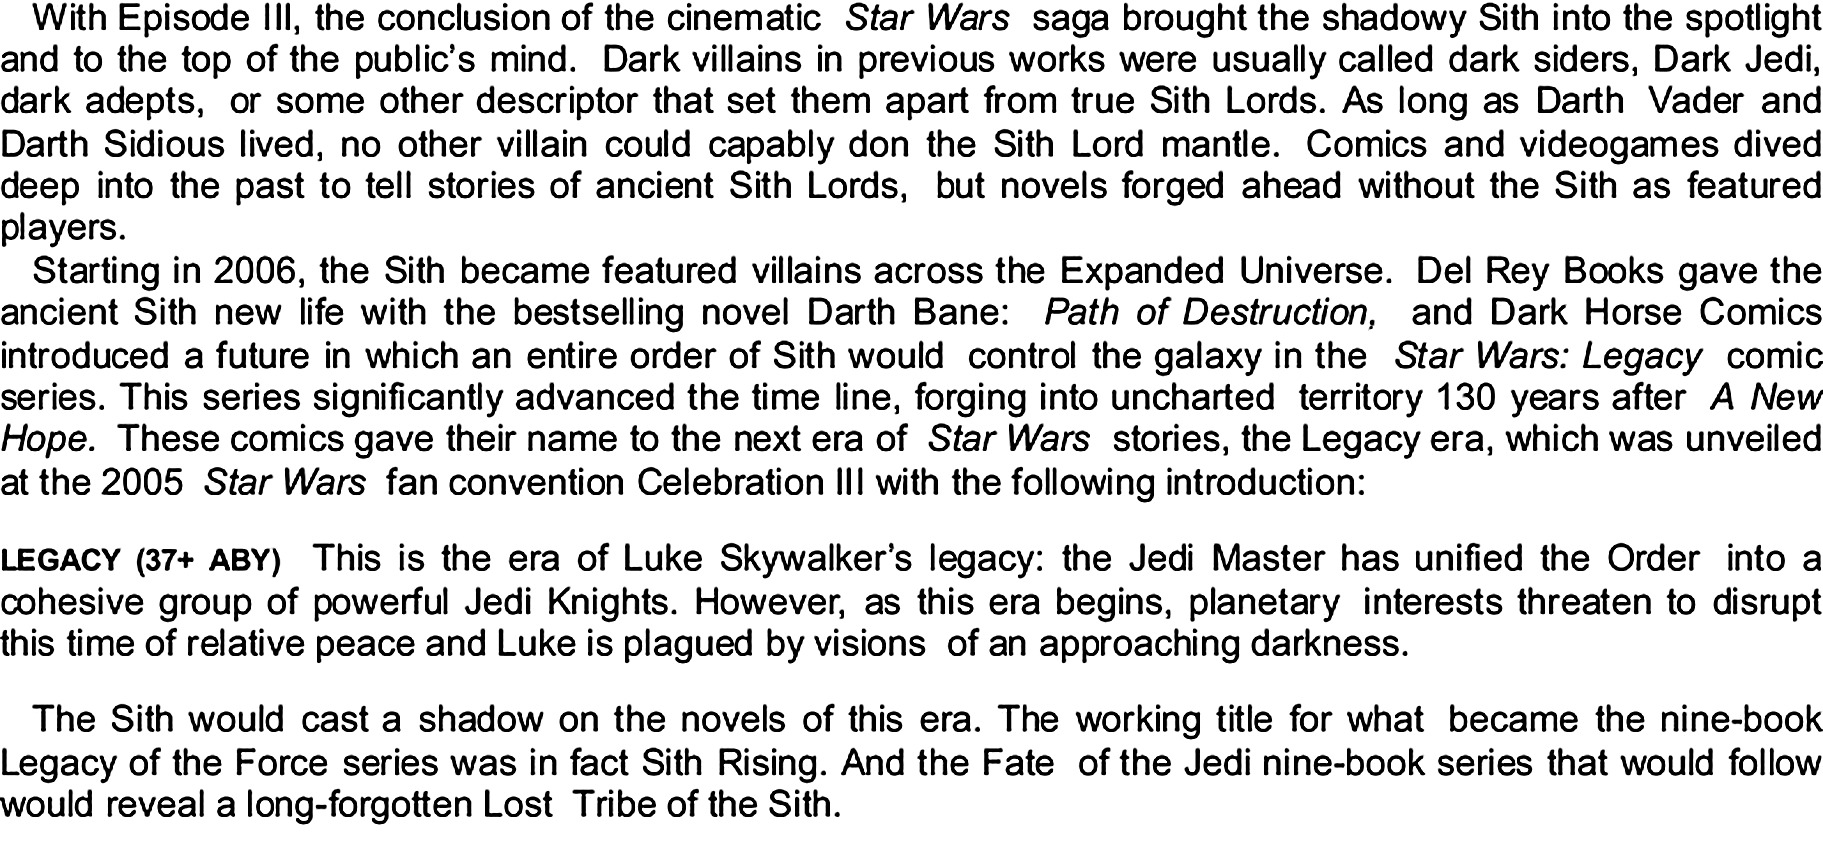 With Episode III, the conclusion of the cinematic Star Wars saga brought the shadowy Sith into the spotlight
and to the top of the public's mind. Dark villains in previous works were usually called dark siders, Dark Jedi,
dark adepts, or some other descriptor that set them apart from true Sith Lords. As long as Darth Vader and
Darth Sidious lived, no other villain could capably don the Sith Lord mantle. Comics and videogames dived
deep into the past to tell stories of ancient Sith Lords, but novels forged ahead without the Sith as featured
players.
Starting in 2006, the Sith became featured villains across the Expanded Universe. Del Rey Books gave the
ancient Sith new life with the bestselling novel Darth Bane: Path of Destruction, and Dark Horse Comics
introduced a future in which an entire order of Sith would control the galaxy in the Star Wars: Legacy comic
series. This series significantly advanced the time line, forging into uncharted territory 130 years after A New
Hope. These comics gave their name to the next era of Star Wars stories, the Legacy era, which was unveiled
at the 2005 Star Wars fan convention Celebration III with the following introduction:
LEGACY (37+ ABY) This is the era of Luke Skywalker's legacy: the Jedi Master has unified the Order into a
cohesive group of powerful Jedi Knights. However, as this era begins, planetary interests threaten to disrupt
this time of relative peace and Luke is plagued by visions of an approaching darkness.
The Sith would cast a shadow on the novels of this era. The working title for what became the nine-book
Legacy of the Force series was in fact Sith Rising. And the Fate of the Jedi nine-book series that would follow
would reveal a long-forgotten Lost Tribe of the Sith.